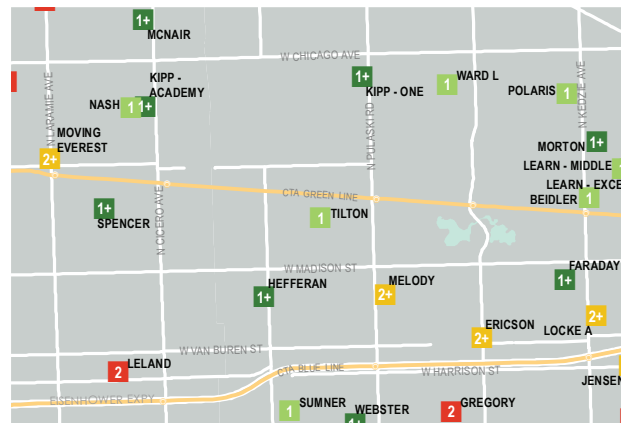 1+
MCNAIR
W CHICAGO AVE
N LARAMIE AVE
KIPP -
ACADEMY
NASH
1
1+
1+
KIPP - ONE
1
WARD L
POLARIS
1
N KEDZIE AVE
N PULASKI RD
MOVING
EVEREST
2+
MORTON
1+
LEARN - MIDDLE
1
LEARN - EXCE
BEIDLER
1
CTA GREEN LINE
1+
SPENCER
N CICERO AVE
1
TILTON
W MADISON ST
FARADAY
1+
HEFFERAN
1+
MELODY
2+
ERICSON
2+
LOCKE A
2+
W VAN BUREN ST
LELAND
2
CTA BLUE LINE
W HARRISON ST
JENSEN
EISENHOWER EXPY
SUMNER
1
WEBSTER
1+
2
GREGORY